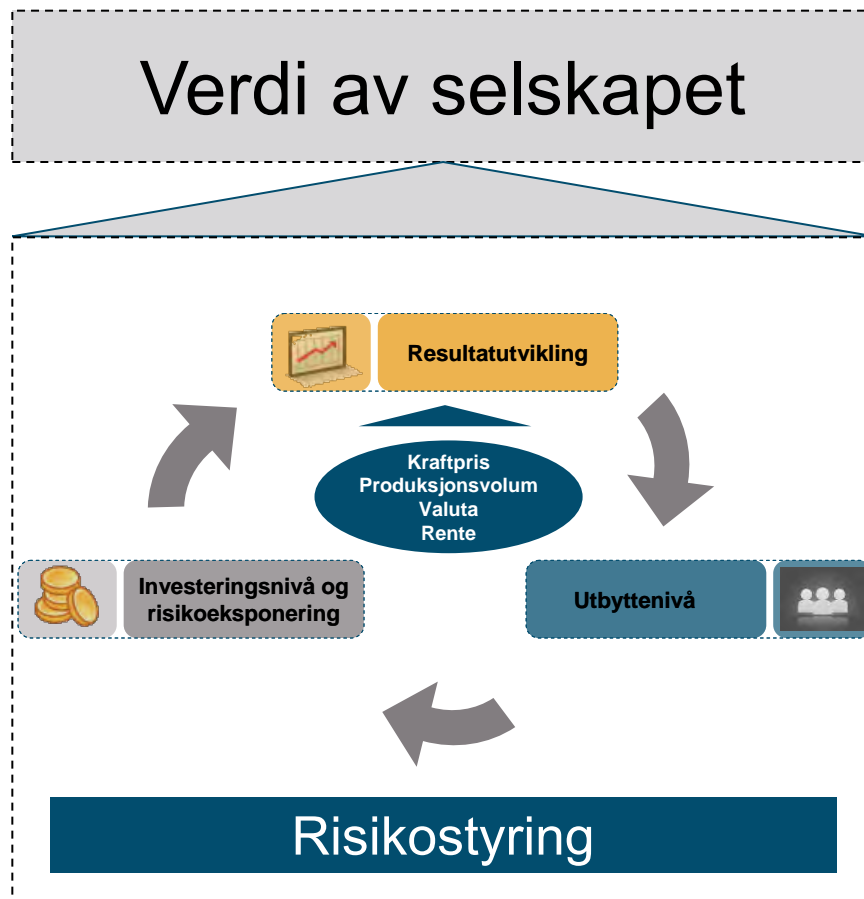 Verdi av selskapet
Resultatutvikling
Kraftpris
Produksjonsvolum
Valuta
Rente
Investeringsnivå og
risikoeksponering
Utbyttenivå
Risikostyring